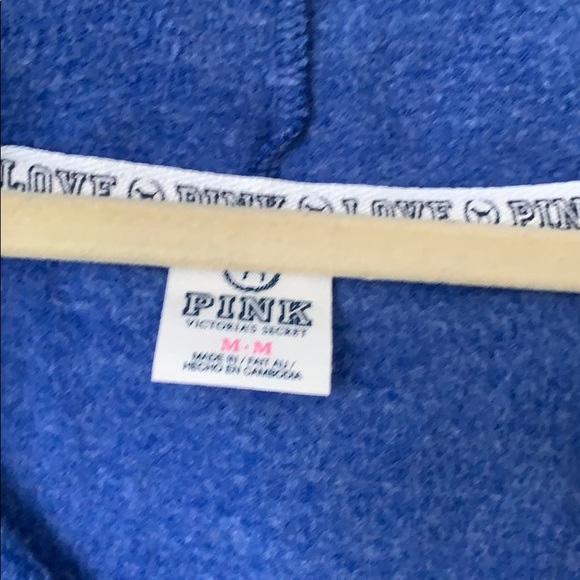 LOVE PINK LOVE PINK
PINK
VICTORIA'S SECRET
M · M
MADE IN / FAIT AU /
HECHO EN CAMBODIA